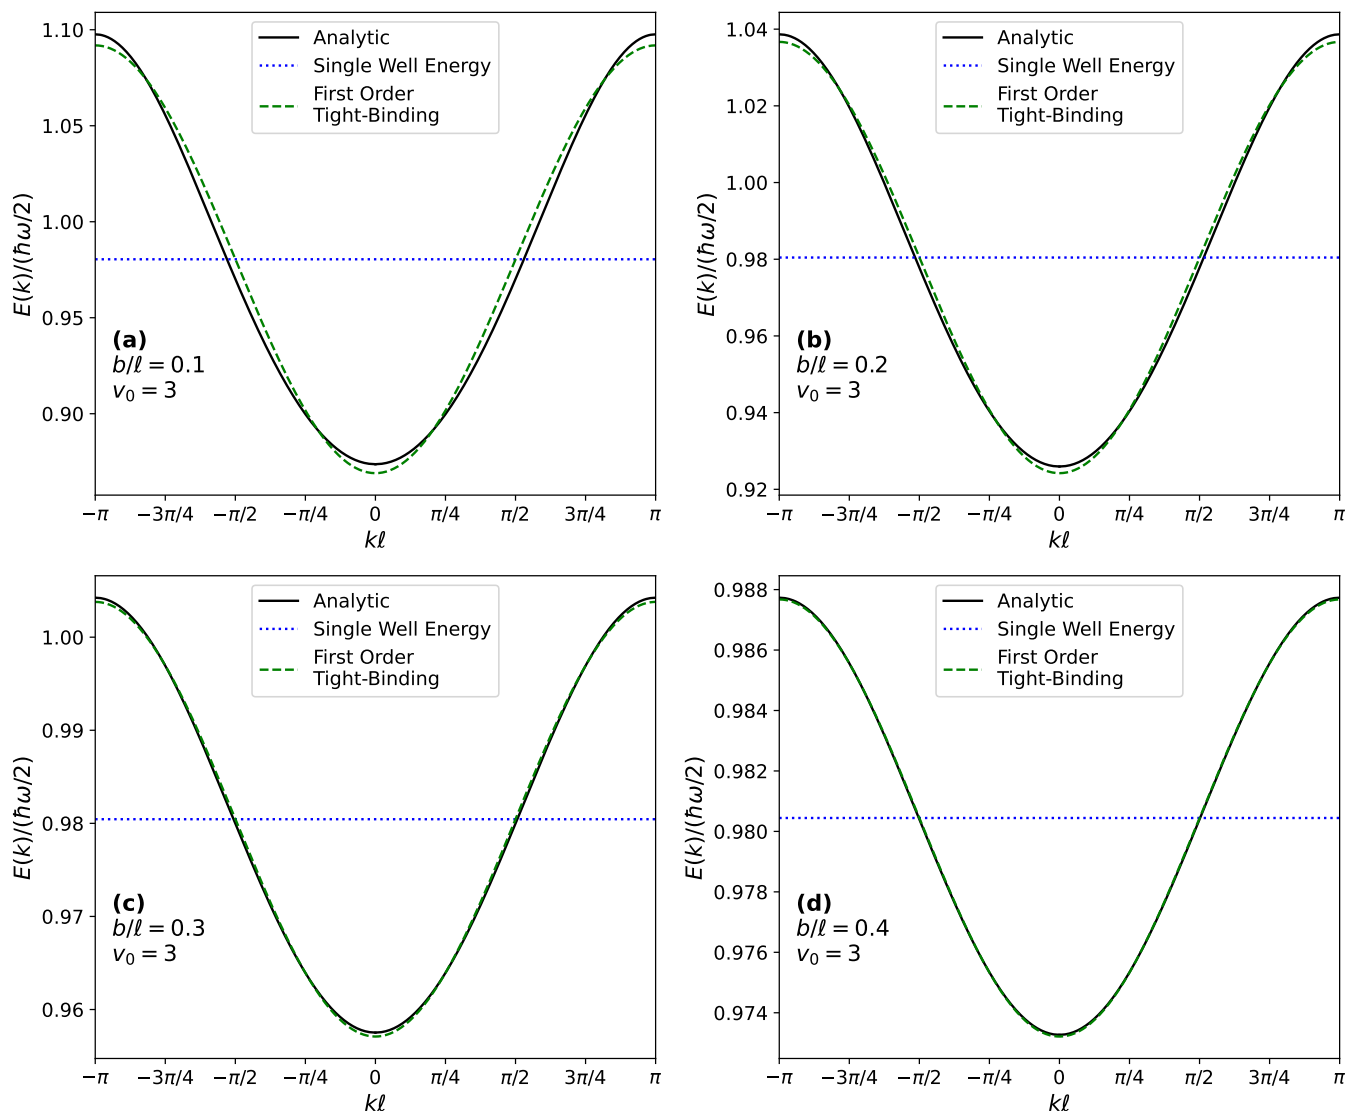 1.10
1.05
1.00
0.95
0.90
E(k)/(ħω/2)
Analytic
Single Well Energy
First Order
Tight-Binding
(a)
b/ℓ = 0.1
v₀ = 3
−π
−3π/4
−π/2
−π/4
0
π/4
π/2
3π/4
π
kℓ
1.04
1.02
1.00
0.98
0.96
0.94
0.92
E(k)/(ħω/2)
Analytic
Single Well Energy
First Order
Tight-Binding
(b)
b/ℓ = 0.2
v₀ = 3
−π
−3π/4
−π/2
−π/4
0
π/4
π/2
3π/4
π
kℓ
1.00
0.99
0.98
0.97
0.96
E(k)/(ħω/2)
Analytic
Single Well Energy
First Order
Tight-Binding
(c)
b/ℓ = 0.3
v₀ = 3
−π
−3π/4
−π/2
−π/4
0
π/4
π/2
3π/4
π
kℓ
0.988
0.986
0.984
0.982
0.980
0.978
0.976
0.974
E(k)/(ħω/2)
Analytic
Single Well Energy
First Order
Tight-Binding
(d)
b/ℓ = 0.4
v₀ = 3
−π
−3π/4
−π/2
−π/4
0
π/4
π/2
3π/4
π
kℓ